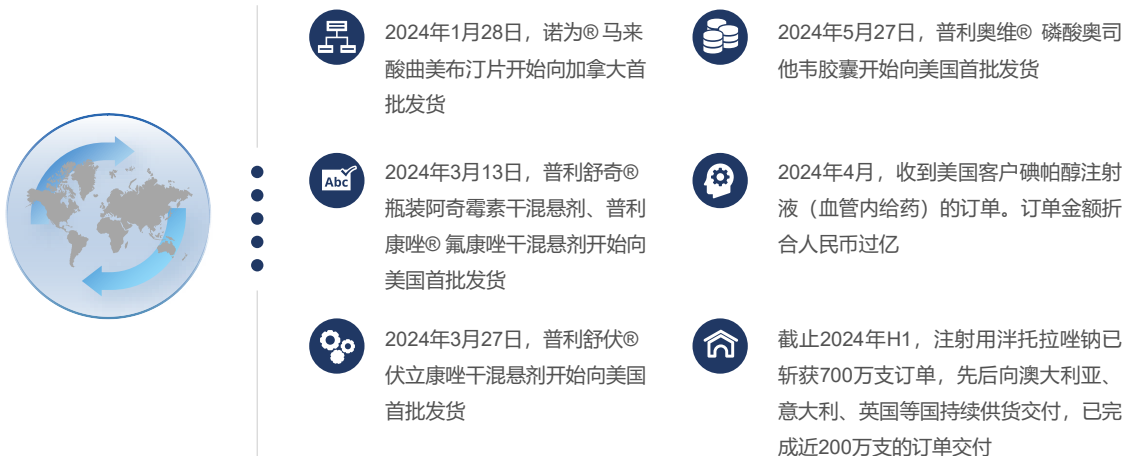 2024年1月28日，诺为® 马来
酸曲美布汀片开始向加拿大首
批发货
Abc
2024年3月13日，普利舒奇®
瓶装阿奇霉素干混悬剂、普利
康唑® 氟康唑干混悬剂开始向
美国首批发货
2024年3月27日，普利舒伏®
伏立康唑干混悬剂开始向美国
首批发货
2024年5月27日，普利奥维® 磷酸奥司
他韦胶囊开始向美国首批发货
2024年4月，收到美国客户碘帕醇注射
液（血管内给药）的订单。订单金额折
合人民币过亿
截止2024年H1，注射用泮托拉唑钠已
斩获700万支订单，先后向澳大利亚、
意大利、英国等国持续供货交付，已完
成近200万支的订单交付